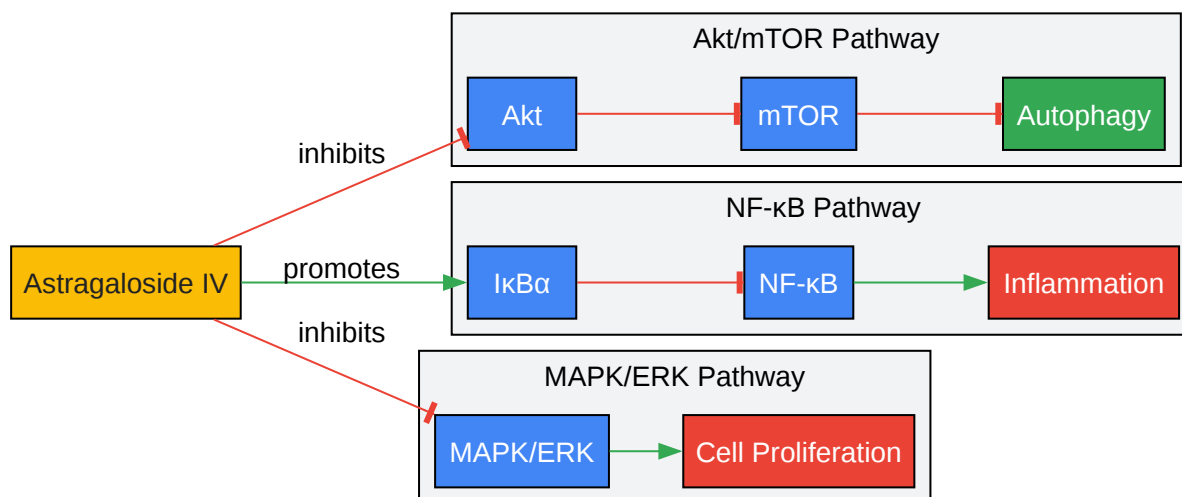 Akt/mTOR Pathway
Akt
mTOR
Autophagy
inhibits
NF-κB Pathway
Astragaloside IV
promotes
IκBα
NF-κB
Inflammation
inhibits
MAPK/ERK Pathway
MAPK/ERK
Cell Proliferation